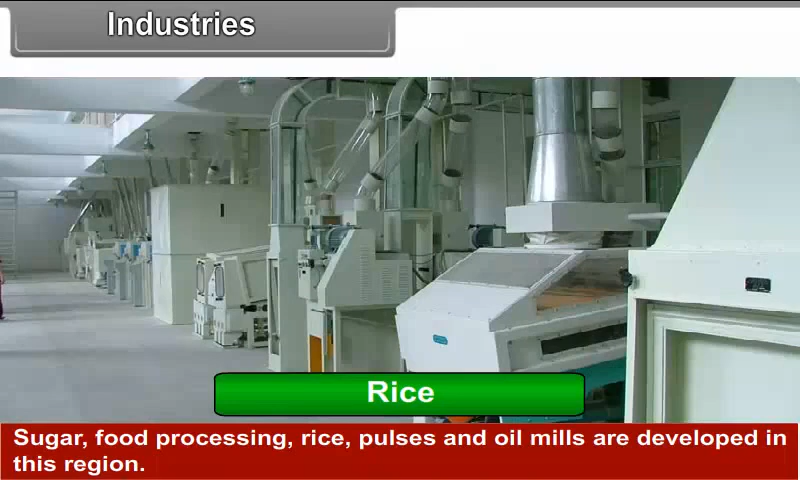 Industries
Rice
Sugar, food processing, rice, pulses and oil mills are developed in
this region.